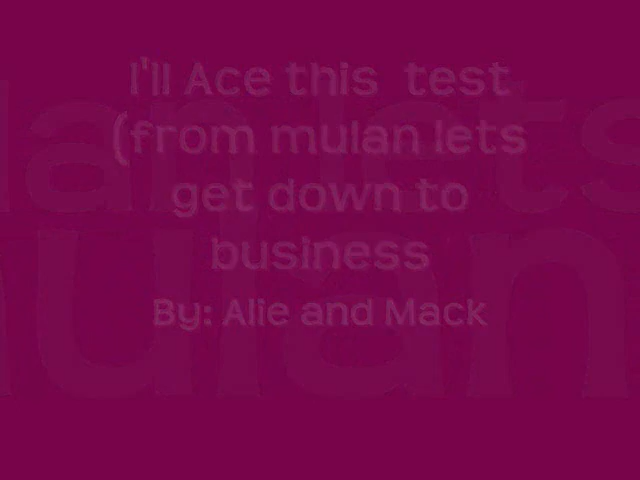 I'll Ace this test
(from mulan lets
get down to
business
By: Alie and Mack